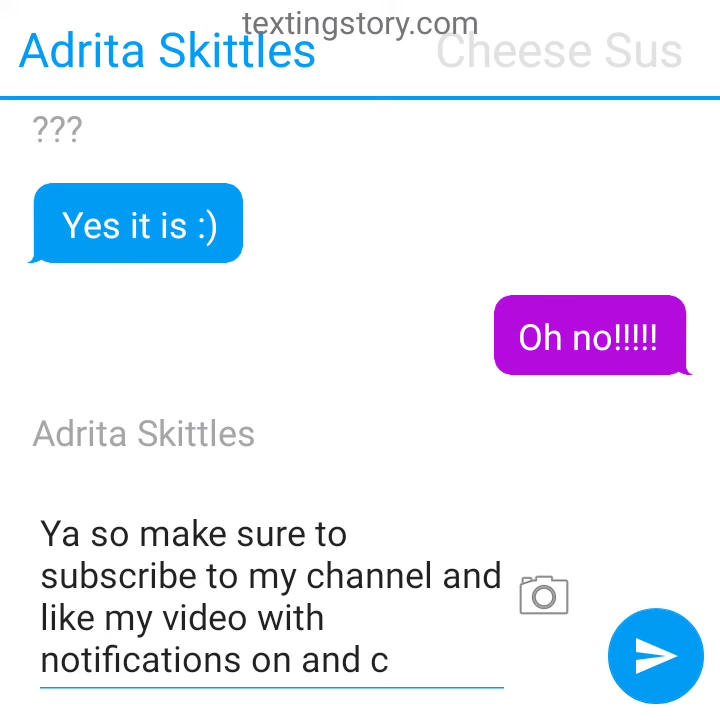 textingstory.com
Adrita Skittles
Cheese Sus
???
Yes it is :)
Oh no!!!!!
Adrita Skittles
Ya so make sure to
subscribe to my channel and
like my video with
notifications on and c